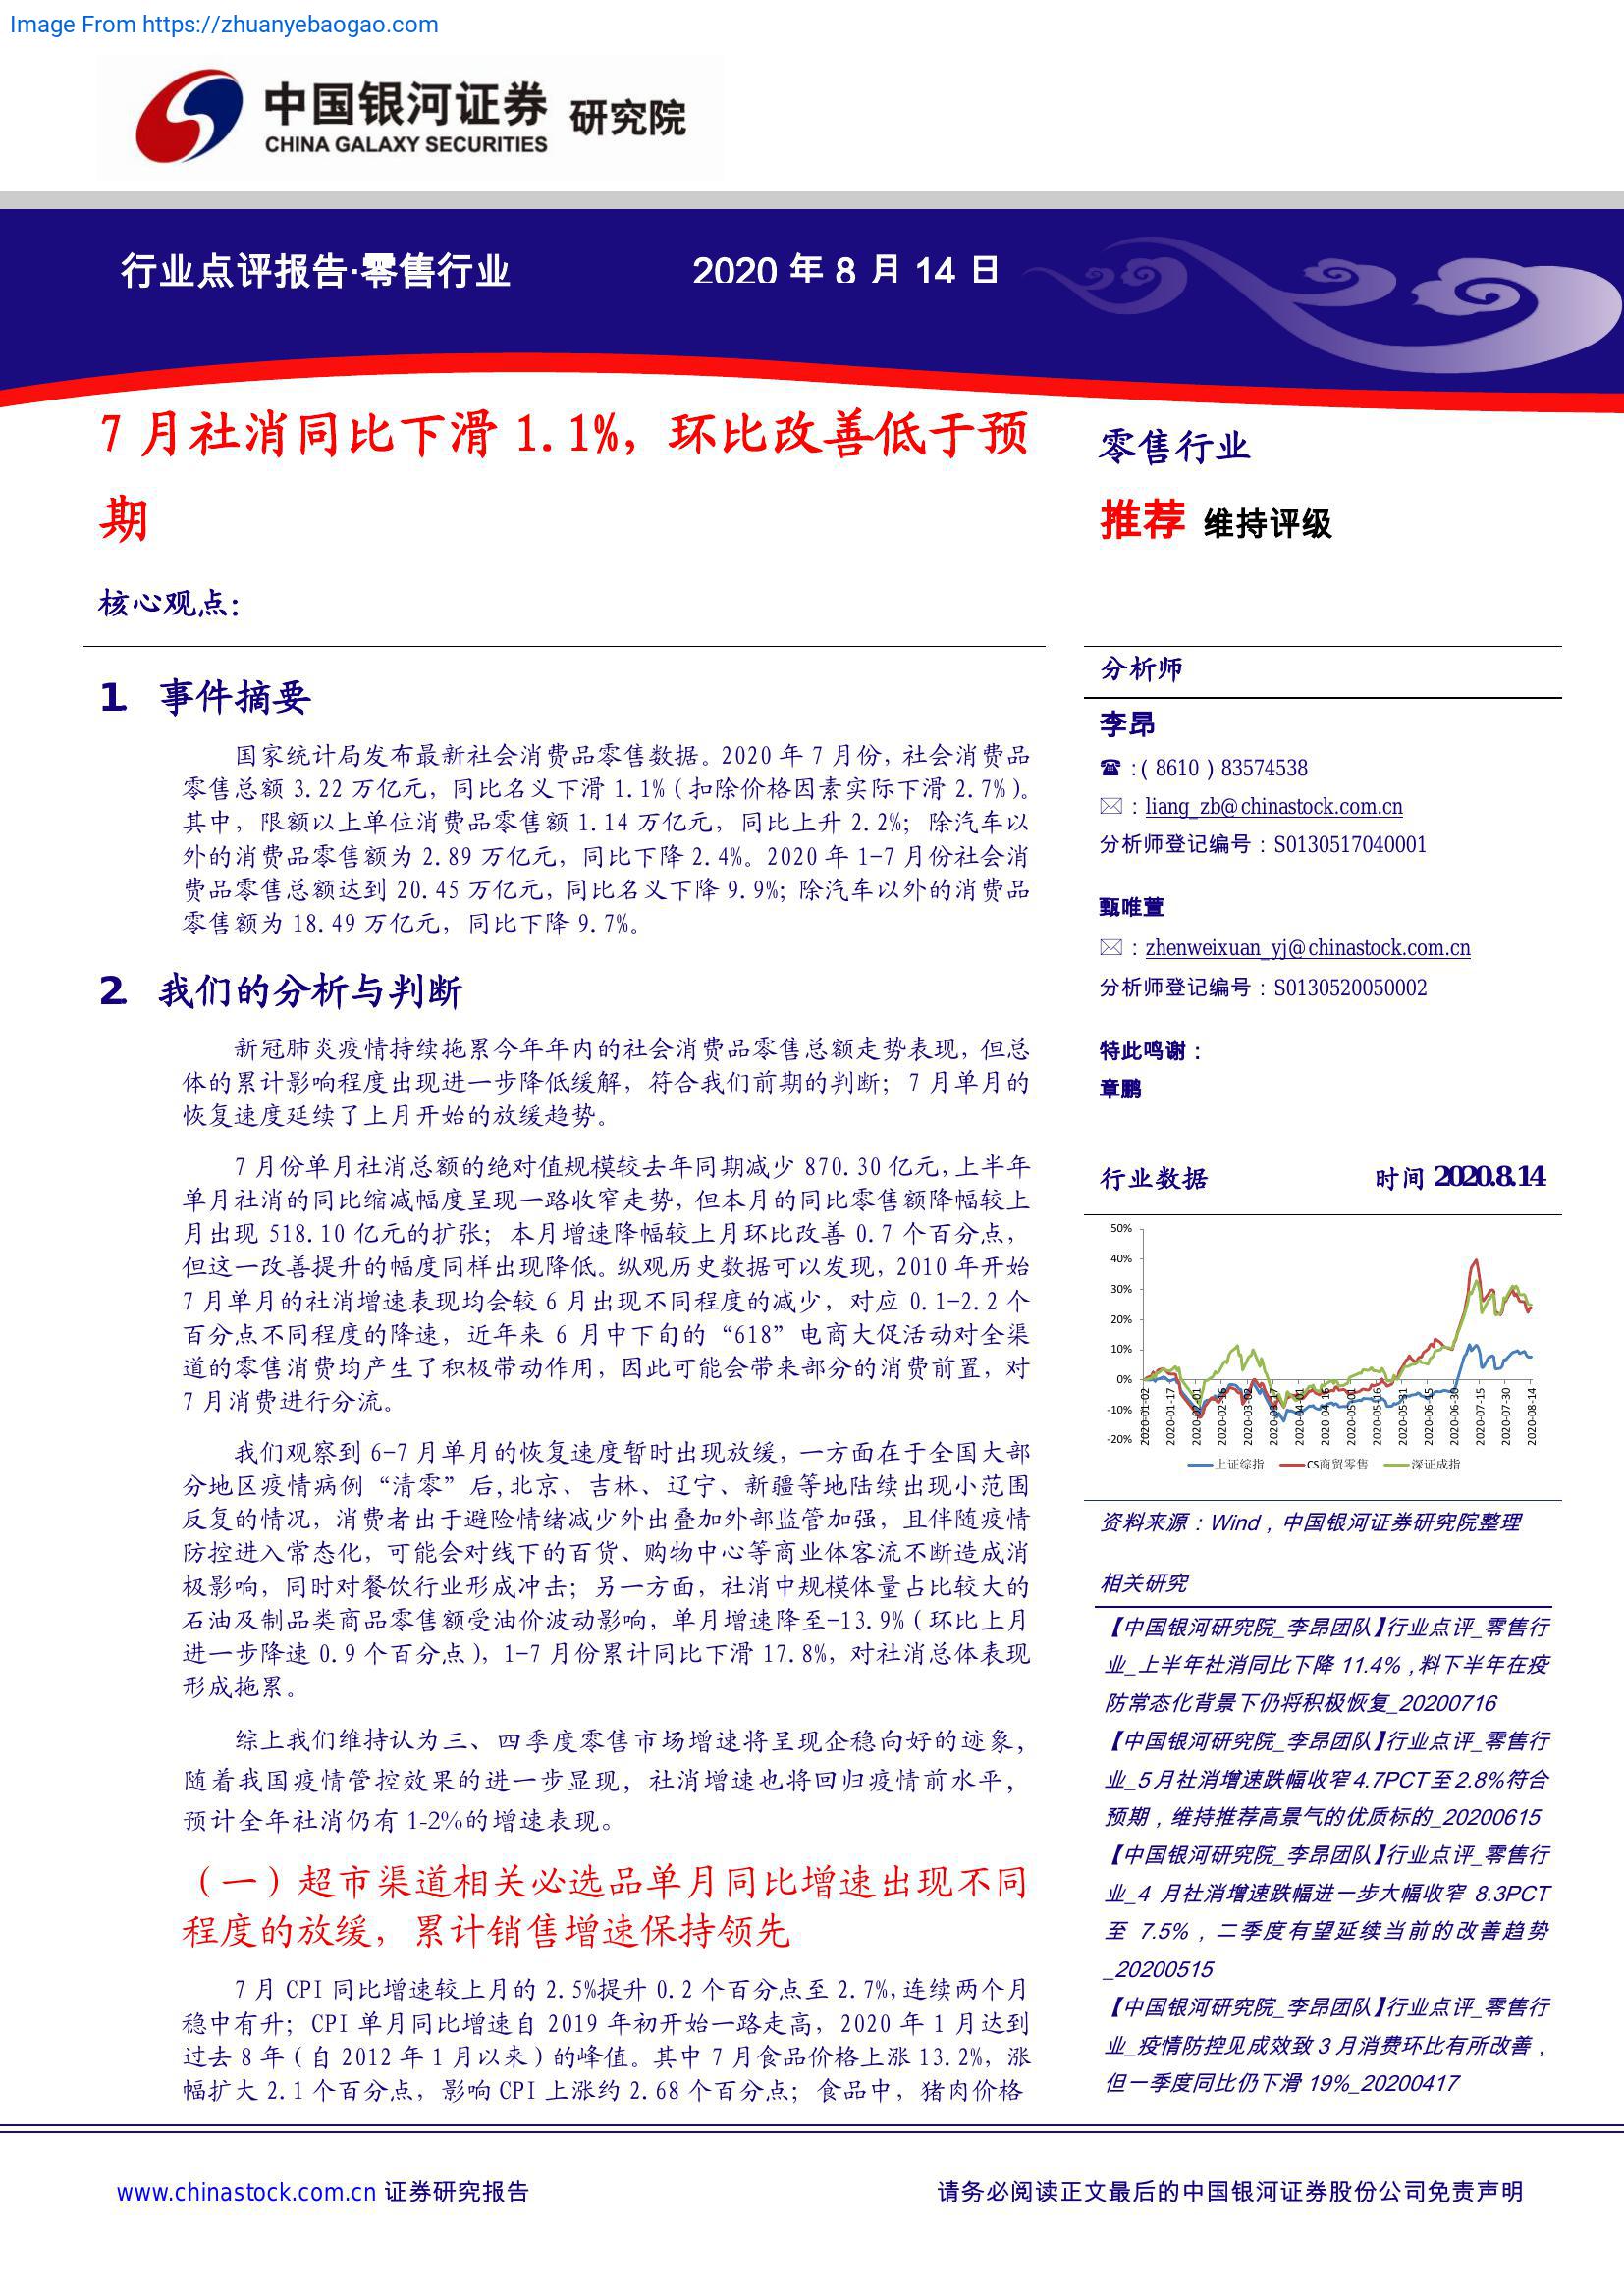 Image From https://zhuanyebaogao.com
中国银河证券 研究院
CHINA GALAXY SECURITIES
行业点评报告·零售行业 2020 年 8 月 14 日
7 月社消同比下滑 1.1%，环比改善低于预
期
核心观点：
1 事件摘要
国家统计局发布最新社会消费品零售数据。2020 年 7 月份，社会消费品
零售总额 3.22 万亿元，同比名义下滑 1.1%（扣除价格因素实际下滑 2.7%）。
其中，限额以上单位消费品零售额 1.14 万亿元，同比上升 2.2%；除汽车以
外的消费品零售额为 2.89 万亿元，同比下降 2.4%。2020 年 1-7 月份社会消
费品零售总额达到 20.45 万亿元，同比名义下降 9.9%；除汽车以外的消费品
零售额为 18.49 万亿元，同比下降 9.7%。
2 我们的分析与判断
新冠肺炎疫情持续拖累今年年内的社会消费品零售总额走势表现，但总
体的累计影响程度出现进一步降低缓解，符合我们前期的判断；7 月单月的
恢复速度延续了上月开始的放缓趋势。
7 月份单月社消总额的绝对值规模较去年同期减少 870.30 亿元，上半年
单月社消的同比缩减幅度呈现一路收窄走势，但本月的同比零售额降幅较上
月出现 518.10 亿元的扩张；本月增速降幅较上月环比改善 0.7 个百分点，
但这一改善提升的幅度同样出现降低。纵观历史数据可以发现，2010 年开始
7 月单月的社消增速表现均会较 6 月出现不同程度的减少，对应 0.1-2.2 个
百分点不同程度的降速，近年来 6 月中下旬的“618”电商大促活动对全渠
道的零售消费均产生了积极带动作用，因此可能会带来部分的消费前置，对
7 月消费进行分流。
我们观察到 6-7 月单月的恢复速度暂时出现放缓，一方面在于全国大部
分地区疫情病例“清零”后，北京、吉林、辽宁、新疆等地陆续出现小范围
反复的情况，消费者出于避险情绪减少外出叠加外部监管加强，且伴随疫情
防控进入常态化，可能会对线下的百货、购物中心等商业体客流不断造成消
极影响，同时对餐饮行业形成冲击；另一方面，社消中规模体量占比较大的
石油及制品类商品零售额受油价波动影响，单月增速降至-13.9%（环比上月
进一步降速 0.9 个百分点），1-7 月份累计同比下滑 17.8%，对社消总体表现
形成拖累。
综上我们维持认为三、四季度零售市场增速将呈现企稳向好的迹象，
随着我国疫情管控效果的进一步显现，社消增速也将回归疫情前水平，
预计全年社消仍有 1-2%的增速表现。
（一）超市渠道相关必选品单月同比增速出现不同
程度的放缓，累计销售增速保持领先
7 月 CPI 同比增速较上月的 2.5%提升 0.2 个百分点至 2.7%，连续两个月
稳中有升；CPI 单月同比增速自 2019 年初开始一路走高，2020 年 1 月达到
过去 8 年（自 2012 年 1 月以来）的峰值。其中 7 月食品价格上涨 13.2%，涨
幅扩大 2.1 个百分点，影响 CPI 上涨约 2.68 个百分点；食品中，猪肉价格
零售行业
推荐 维持评级
分析师
李昂
☎：(8610) 83574538
✉：liang_zb@chinastock.com.cn
分析师登记编号：S0130517040001
甄唯萱
✉：zhenweixuan_yj@chinastock.com.cn
分析师登记编号：S0130520050002
特此鸣谢：
章鹏
行业数据 时间 2020.8.14
50%
40%
30%
20%
10%
0%
-10%
-20%
2020-01-02
2020-01-17
2020-02-01
2020-02-16
2020-03-02
2020-03-17
2020-04-01
2020-04-16
2020-05-01
2020-05-16
2020-05-31
2020-06-15
2020-06-30
2020-07-15
2020-07-30
2020-08-14
上证综指 CS商贸零售 深证成指
资料来源：Wind，中国银河证券研究院整理
相关研究
【中国银河研究院_李昂团队】行业点评_零售行
业_上半年社消同比下降 11.4%，料下半年在疫
防常态化背景下仍将积极恢复_20200716
【中国银河研究院_李昂团队】行业点评_零售行
业_5月社消增速跌幅收窄 4.7PCT 至 2.8%符合
预期，维持推荐高景气的优质标的_20200615
【中国银河研究院_李昂团队】行业点评_零售行
业_4 月社消增速跌幅进一步大幅收窄 8.3PCT
至 7.5%，二季度有望延续当前的改善趋势
_20200515
【中国银河研究院_李昂团队】行业点评_零售行
业_疫情防控见成效致 3 月消费环比有所改善，
但一季度同比仍下滑 19%_20200417
www.chinastock.com.cn 证券研究报告 请务必阅读正文最后的中国银河证券股份公司免责声明